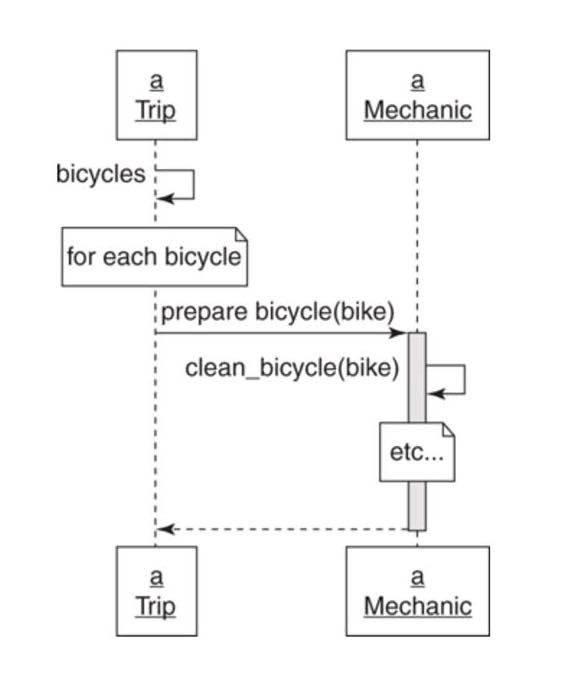 a
Trip
a
Mechanic
bicycles
for each bicycle
prepare bicycle(bike)
clean_bicycle(bike)
etc...
a
Trip
a
Mechanic